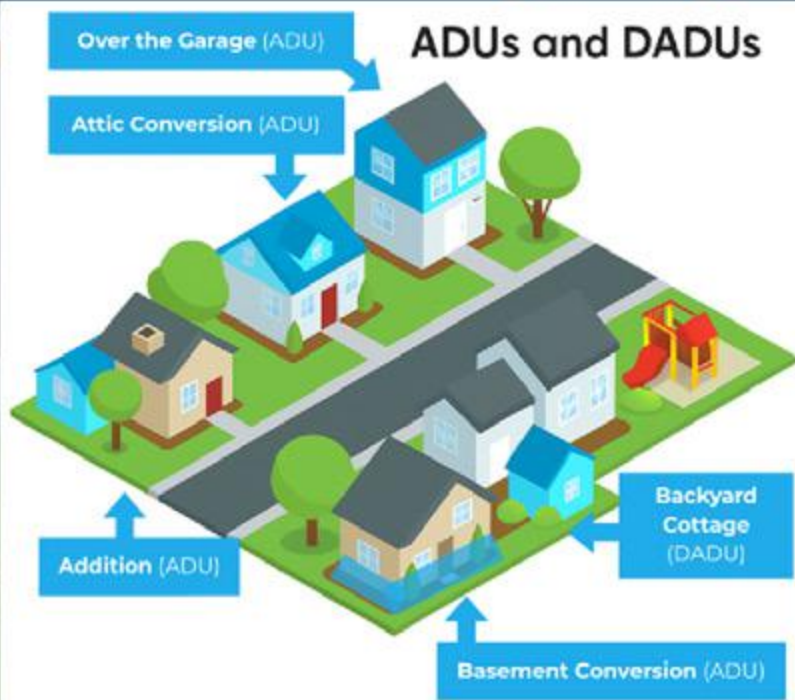 ADUs and DADUs
Over the Garage (ADU)
Attic Conversion (ADU)
Addition (ADU)
Backyard
Cottage
(DADU)
Basement Conversion (ADU)